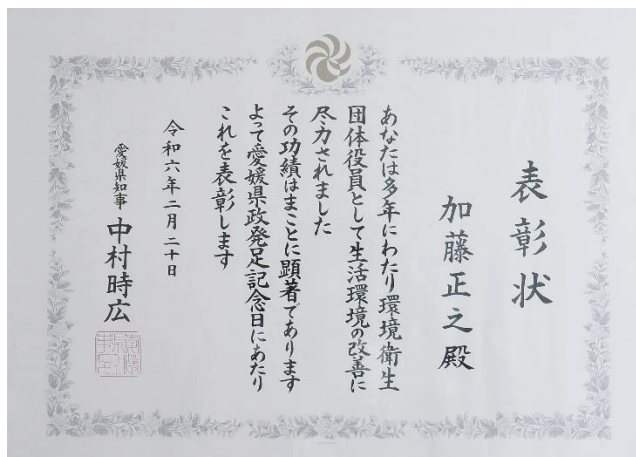 表彰状
加藤正之殿
あなたは多年にわたり環境衛生
団体役員として生活環境の改善に
尽力されました
その功績はまことに顕著であります
よって愛媛県政発足記念日にあたり
これを表彰します
令和六年二月二十日
愛媛県知事 中村時広